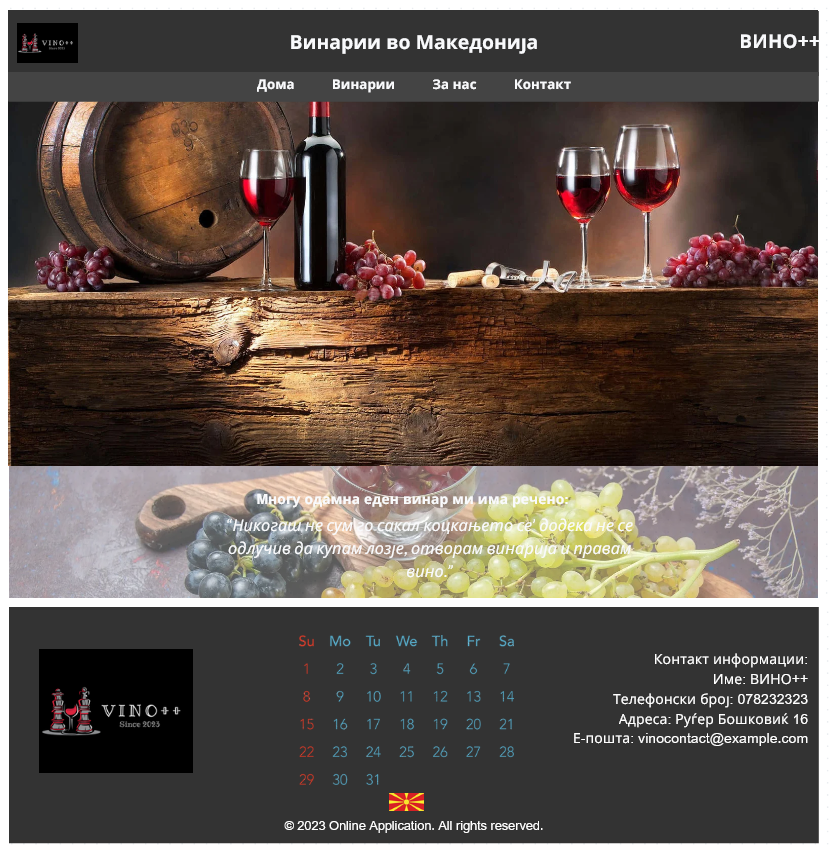 VINO++
Since 2023
Винарии во Македонија
ВИНО++
Дома Винарии За нас Контакт
Многу одамна еден винар ми има речено:
"Никогаш не сум го сакал коцкањето сѐ' додека не се
одлучив да купам лозје, отворам винарија и правам
вино."
VINO++
Since 2023
Su Mo Tu We Th Fr Sa
1 2 3 4 5 6 7
8 9 10 11 12 13 14
15 16 17 18 19 20 21
22 23 24 25 26 27 28
29 30 31
Контакт информации:
Име: ВИНО++
Телефонски број: 078232323
Адреса: Руѓер Бошковиќ 16
Е-пошта: vinocontact@example.com
© 2023 Online Application. All rights reserved.